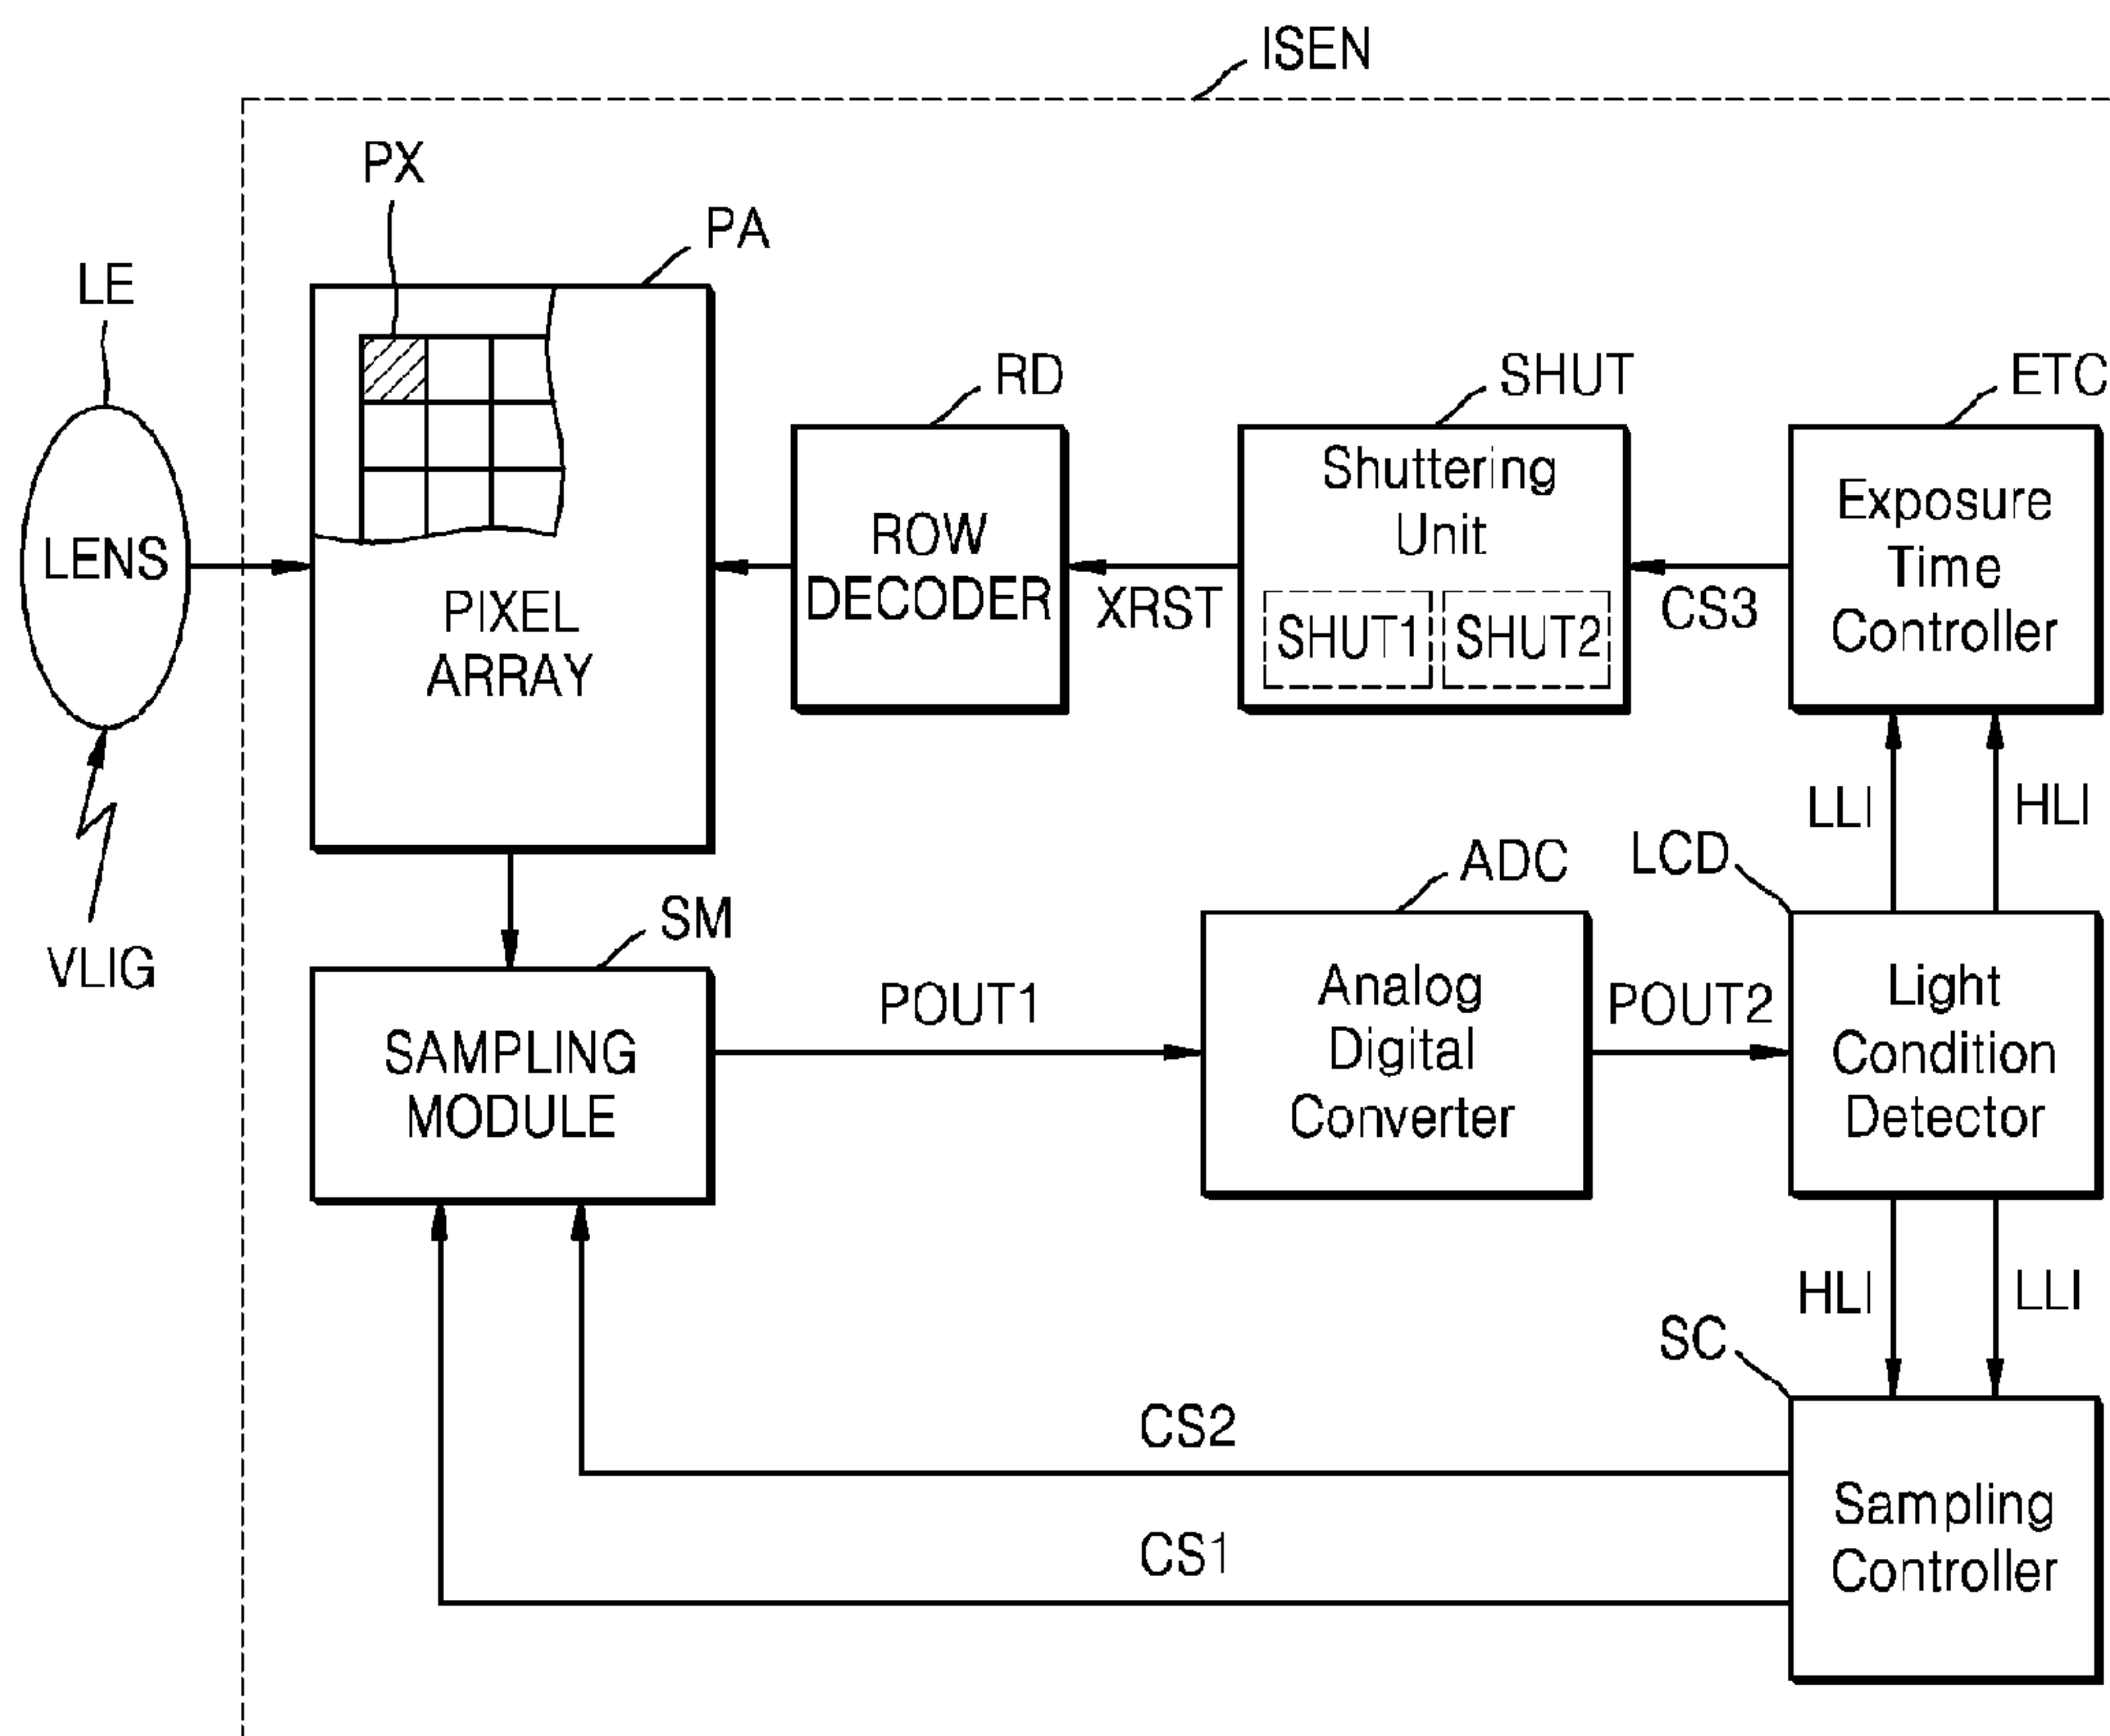 ISEN
PX
PA
LE
RD
SHUT
ETC
LENS
PIXEL
ARRAY
ROW
DECODER
XRST
Shuttering
Unit
SHUT1
SHUT2
CS3
Exposure
Time
Controller
VLIG
LLI
HLI
SM
ADC
LCD
SAMPLING
MODULE
POUT1
Analog
Digital
Converter
POUT2
Light
Condition
Detector
HLI
LLI
SC
CS2
CS1
Sampling
Controller